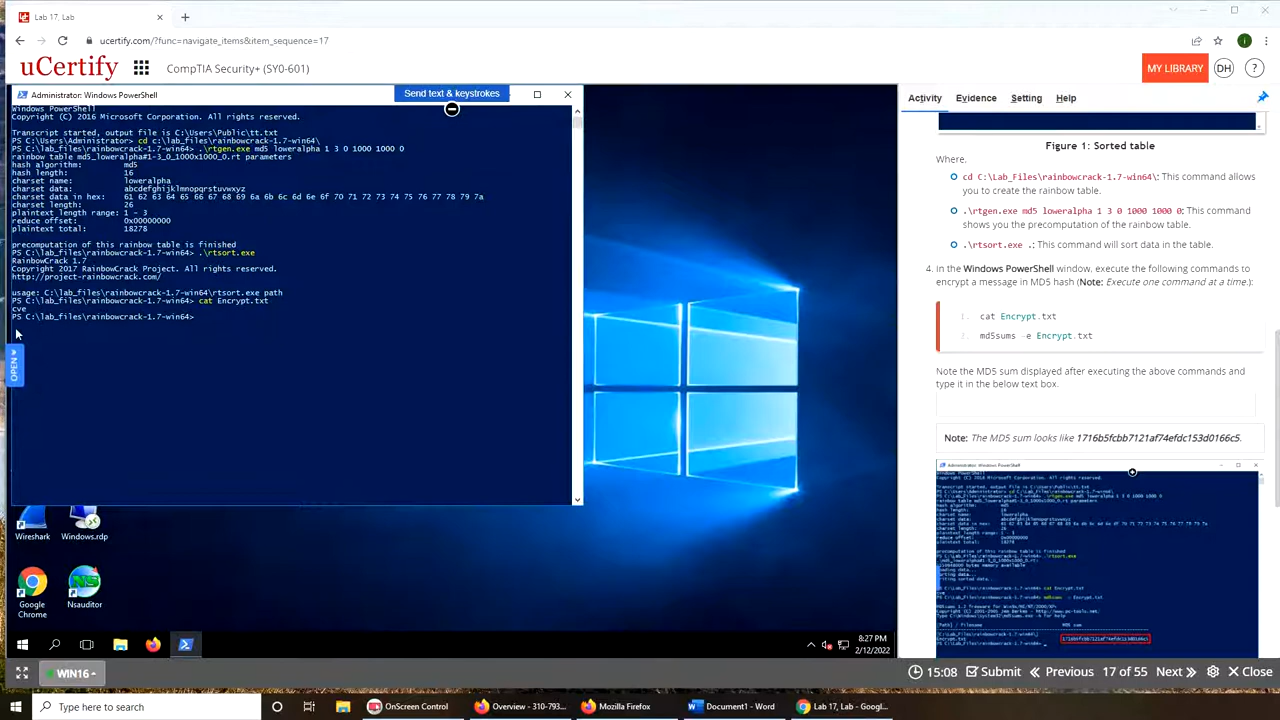 Lab 17, Lab
ucertify.com/?func=navigate_items&item_sequence=17
uCertify
CompTIA Security+ (SY0-601)
MY LIBRARY
DH
?
Administrator: Windows PowerShell
Send text & keystrokes
Windows PowerShell
Copyright (C) 2016 Microsoft Corporation. All rights reserved.
Transcript started, output file is C:\Users\Public\tt.txt
PS C:\Users\Administrator> cd c:\lab_files\rainbowcrack-1.7-win64\
PS C:\lab_files\rainbowcrack-1.7-win64> .\rtgen.exe md5 loweralpha 1 3 0 1000 1000 0
rainbow table md5_loweralpha#1-3_0_1000x1000_0.rt parameters
hash algorithm: md5
hash length: 16
charset name: loweralpha
charset data: abcdefghijklmnopqrstuvwxyz
charset data in hex: 61 62 63 64 65 66 67 68 69 6a 6b 6c 6d 6e 6f 70 71 72 73 74 75 76 77 78 79 7a
charset length: 26
plaintext length range: 1 - 3
reduce offset: 0x00000000
plaintext total: 18278
precomputation of this rainbow table is finished
PS C:\lab_files\rainbowcrack-1.7-win64> .\rtsort.exe
RainbowCrack 1.7
Copyright 2017 RainbowCrack Project. All rights reserved.
http://project-rainbowcrack.com/
usage: C:\lab_files\rainbowcrack-1.7-win64\rtsort.exe path
PS C:\lab_files\rainbowcrack-1.7-win64> cat Encrypt.txt
cve
PS C:\lab_files\rainbowcrack-1.7-win64>
OPEN
Wireshark
Windows.rdp
Google
Chrome
Nsauditor
8:27 PM
2/12/2022
Activity
Evidence
Setting
Help
Figure 1: Sorted table
Where,
cd C:\Lab_Files\rainbowcrack-1.7-win64\: This command allows
you to create the rainbow table.
.\rtgen.exe md5 loweralpha 1 3 0 1000 1000 0: This command
shows you the precomputation of the rainbow table.
.\rtsort.exe .: This command will sort data in the table.
4. In the Windows PowerShell window, execute the following commands to
encrypt a message in MD5 hash (Note: Execute one command at a time.):
1. cat Encrypt.txt
2. md5sums -e Encrypt.txt
Note the MD5 sum displayed after executing the above commands and
type it in the below text box.
Note: The MD5 sum looks like 1716b5fcbb7121af74efdc153d0166c5.
Administrator: Windows PowerShell
WIN16
15:08
Submit
Previous
17 of 55
Next
Close
Type here to search
OnScreen Control
Overview - 310-793...
Mozilla Firefox
Document1 - Word
Lab 17, Lab - Googl...